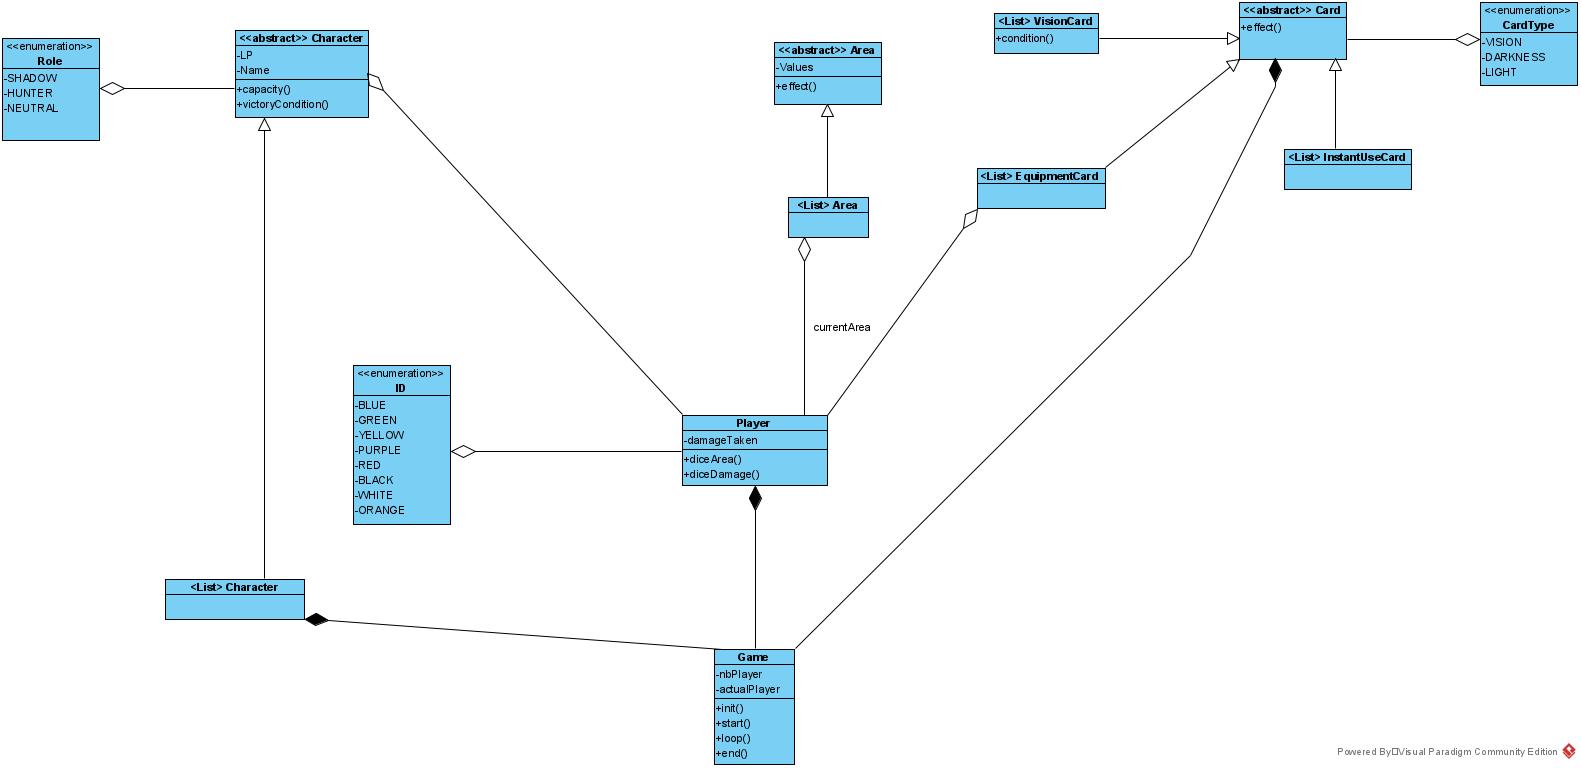 <<enumeration>>
Role
-SHADOW
-HUNTER
-NEUTRAL
<<abstract>> Character
-LP
-Name
+capacity()
+victoryCondition()
<<abstract>> Area
-Values
+effect()
<List> VisionCard
+condition()
<<abstract>> Card
+effect()
<<enumeration>>
CardType
-VISION
-DARKNESS
-LIGHT
<List> InstantUseCard
<List> EquipmentCard
<List> Area
currentArea
<<enumeration>>
ID
-BLUE
-GREEN
-YELLOW
-PURPLE
-RED
-BLACK
-WHITE
-ORANGE
Player
-damageTaken
+diceArea()
+diceDamage()
<List> Character
Game
-nbPlayer
-actualPlayer
+init()
+start()
+loop()
+end()
Powered By□Visual Paradigm Community Edition